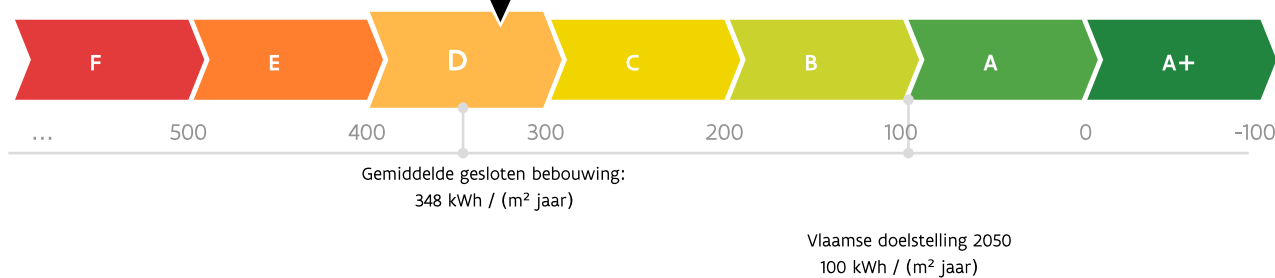 F E D C B A A+
... 500 400 300 200 100 0 -100
Gemiddelde gesloten bebouwing:
348 kWh / (m² jaar)
Vlaamse doelstelling 2050
100 kWh / (m² jaar)